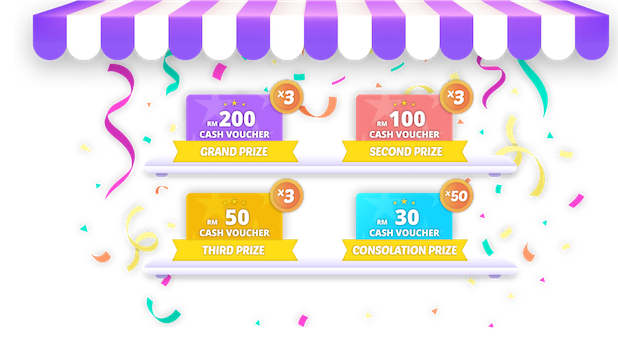 ×3
RM 200
CASH VOUCHER
GRAND PRIZE
×3
RM 100
CASH VOUCHER
SECOND PRIZE
×3
RM 50
CASH VOUCHER
THIRD PRIZE
×50
RM 30
CASH VOUCHER
CONSOLATION PRIZE